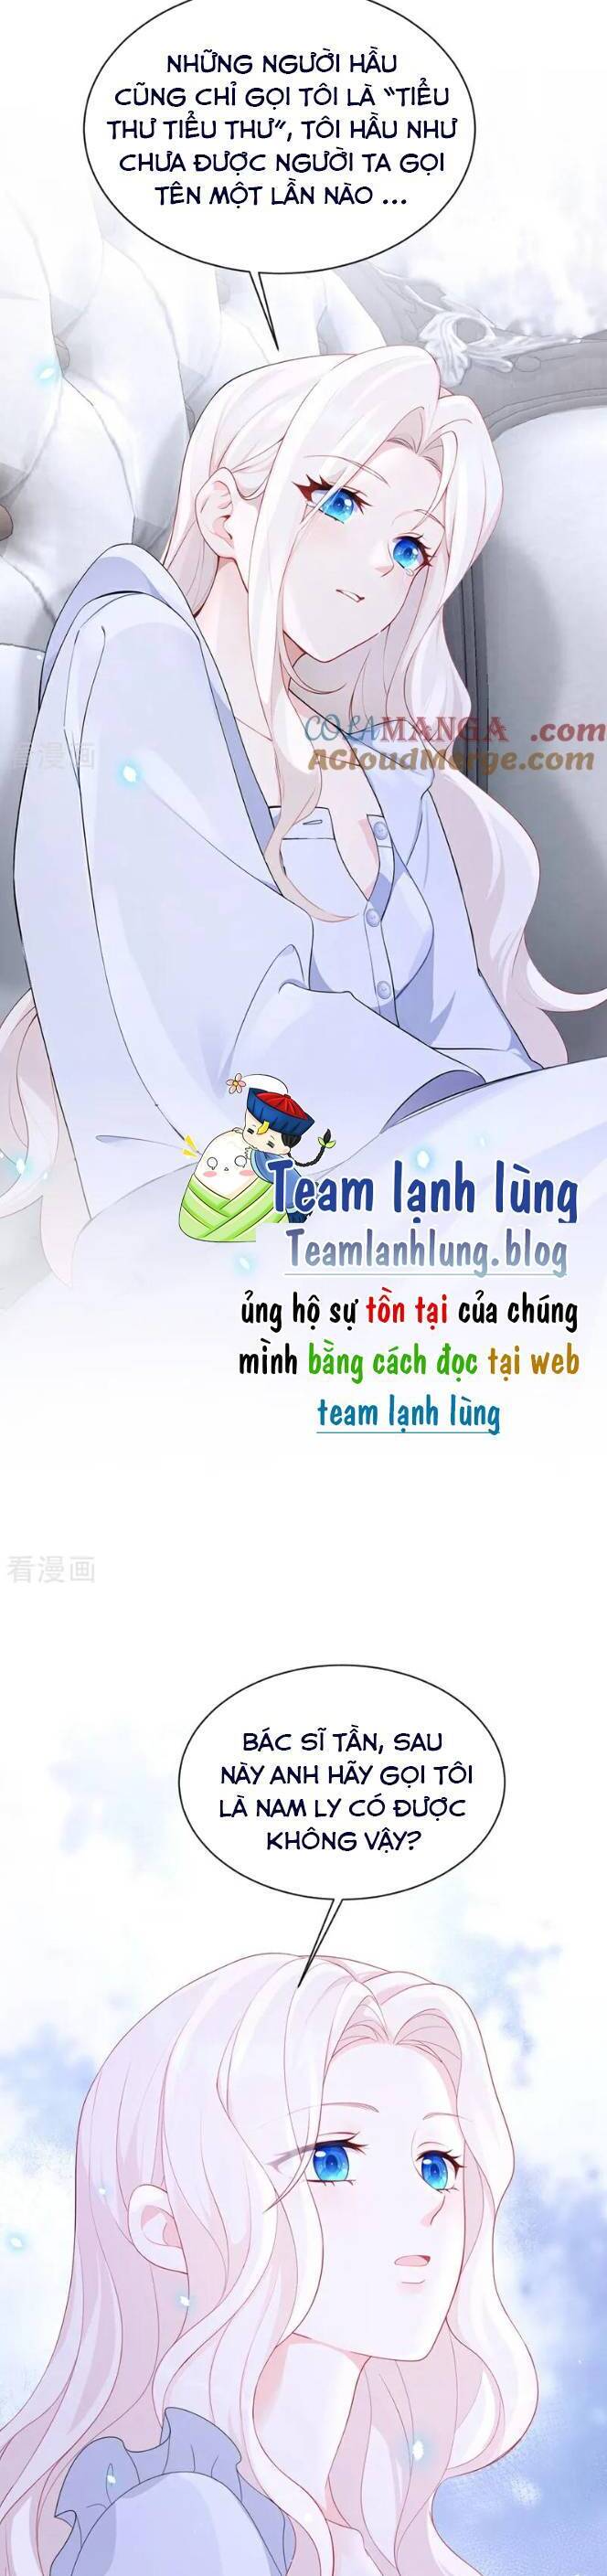 NHỮNG NGƯỜI HẦU
CŨNG CHỈ GỌI TÔI LÀ "TIỂU
THƯ TIỂU THƯ", TÔI HẦU NHƯ
CHƯA ĐƯỢC NGƯỜI TA GỌI
TÊN MỘT LẦN NÀO ...
COLAMANGA.com
ACloudMerge.com
看漫画
Team lạnh lùng
Teamlanhlung.blog
ủng hộ sự tồn tại của chúng
mình bằng cách đọc tại web
team lạnh lùng
看漫画
BÁC SĨ TẦN, SAU
NÀY ANH HÃY GỌI TÔI
LÀ NAM LY CÓ ĐƯỢC
KHÔNG VẬY?